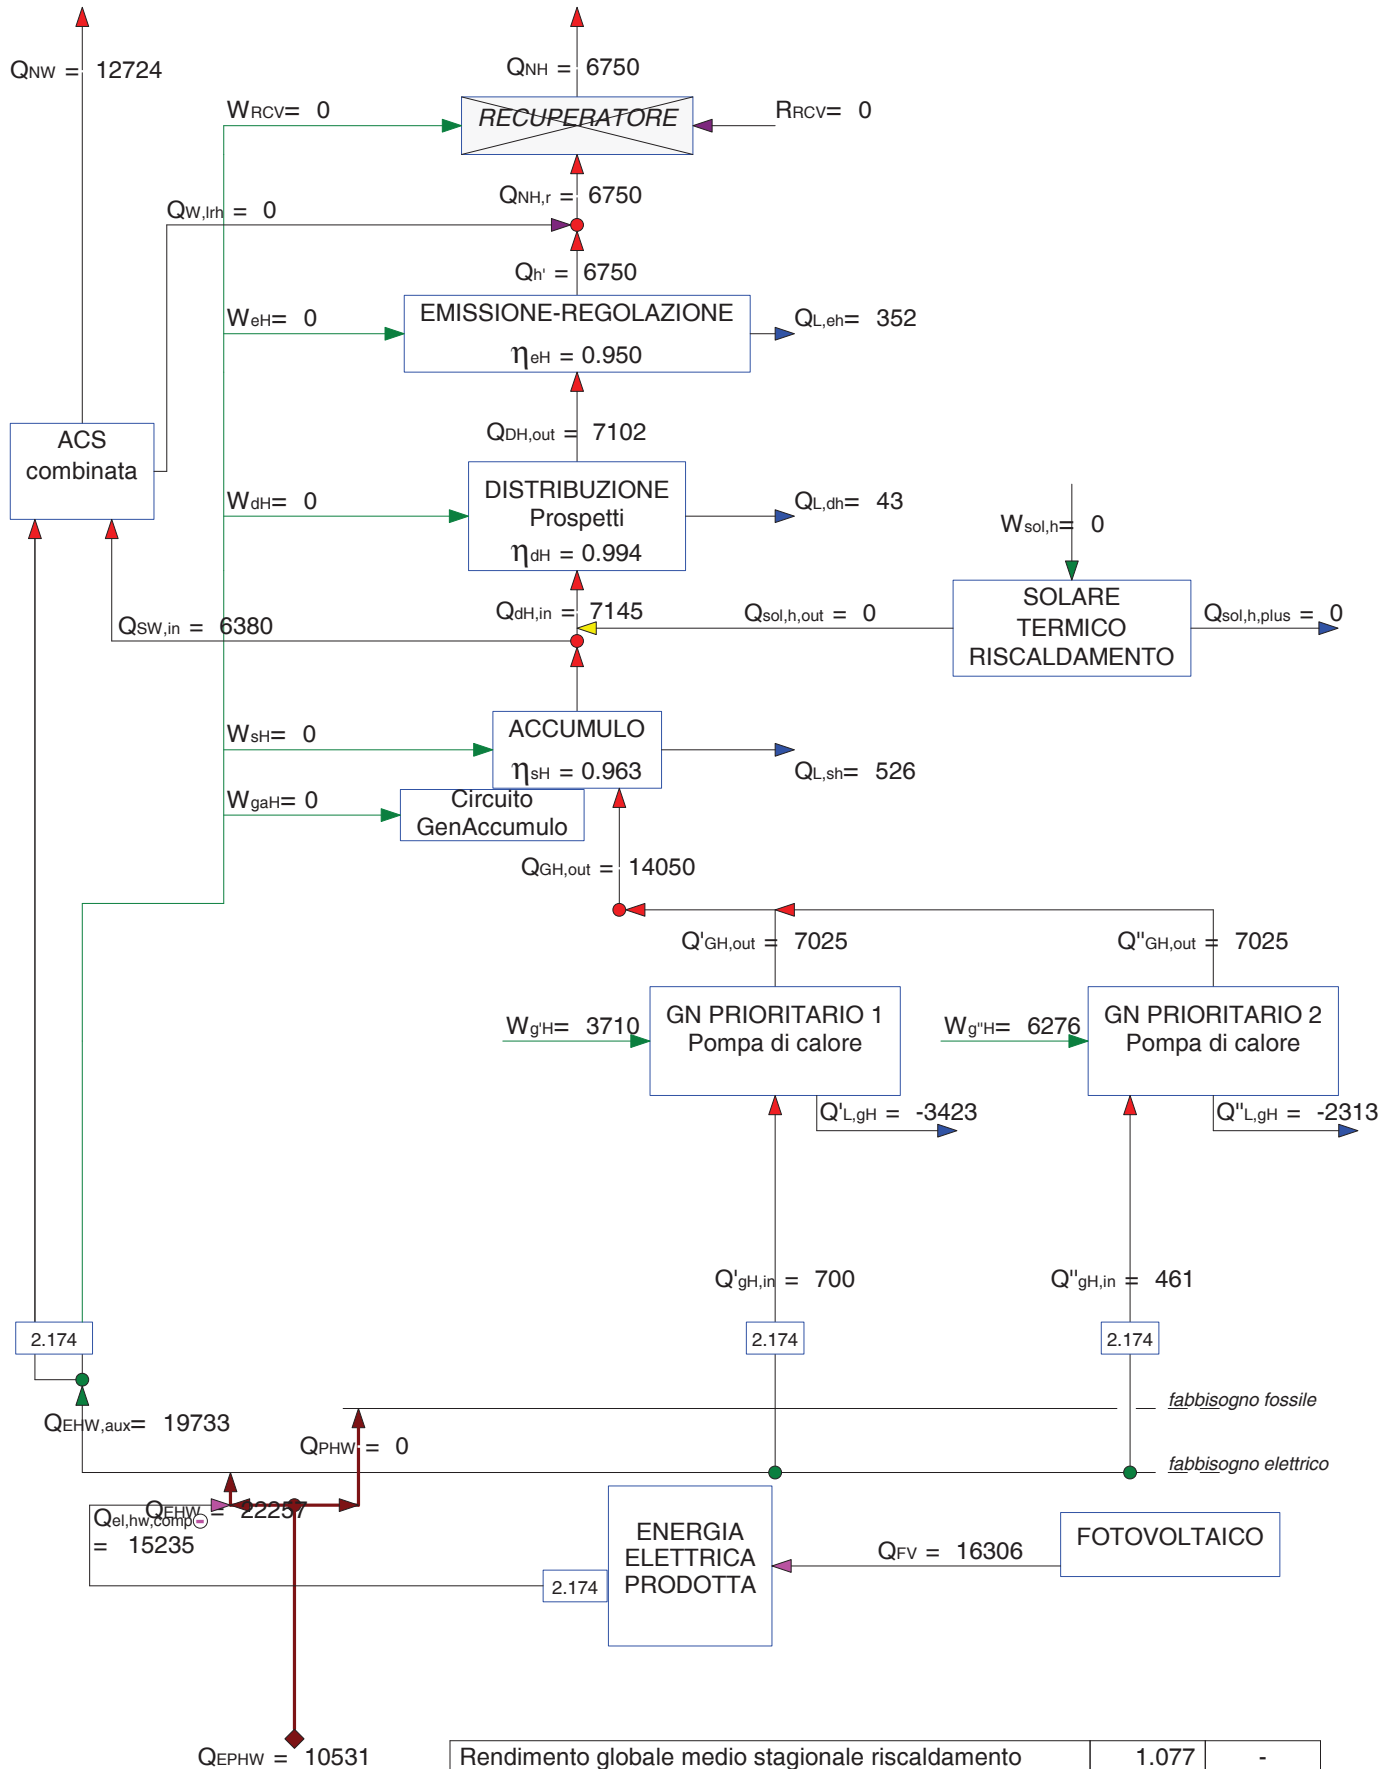 QNW = 12724
QNH = 6750
WRCV= 0
RECUPERATORE
RRCV= 0
QNH,r = 6750
QW,lrh = 0
Qh' = 6750
WeH= 0
EMISSIONE-REGOLAZIONE
ηeH = 0.950
QL,eh= 352
ACS
combinata
QDH,out = 7102
WdH= 0
DISTRIBUZIONE
Prospetti
ηdH = 0.994
QL,dh= 43
Wsol,h= 0
QSW,in = 6380
QdH,in = 7145
Qsol,h,out = 0
SOLARE
TERMICO
RISCALDAMENTO
Qsol,h,plus = 0
WsH= 0
ACCUMULO
ηsH = 0.963
QL,sh= 526
WgaH= 0
Circuito
GenAccumulo
QGH,out = 14050
Q'GH,out = 7025
Q''GH,out = 7025
Wg'H= 3710
GN PRIORITARIO 1
Pompa di calore
Wg''H= 6276
GN PRIORITARIO 2
Pompa di calore
Q'L,gH = -3423
Q''L,gH = -2313
Q'gH,in = 700
Q''gH,in = 461
2.174
2.174
2.174
fabbisogno fossile
QEHW,aux= 19733
QPHW = 0
fabbisogno elettrico
QEHW = 22257
Qel,hw,comp
= 15235
ENERGIA
ELETTRICA
PRODOTTA
QFV = 16306
FOTOVOLTAICO
2.174
QEPHW = 10531
Rendimento globale medio stagionale riscaldamento 1.077 -